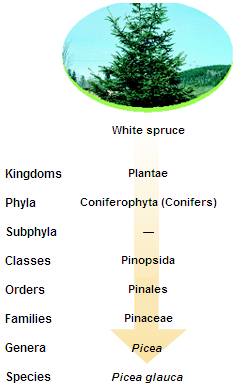 White spruce
Kingdoms Plantae
Phyla Coniferophyta (Conifers)
Subphyla —
Classes Pinopsida
Orders Pinales
Families Pinaceae
Genera Picea
Species Picea glauca